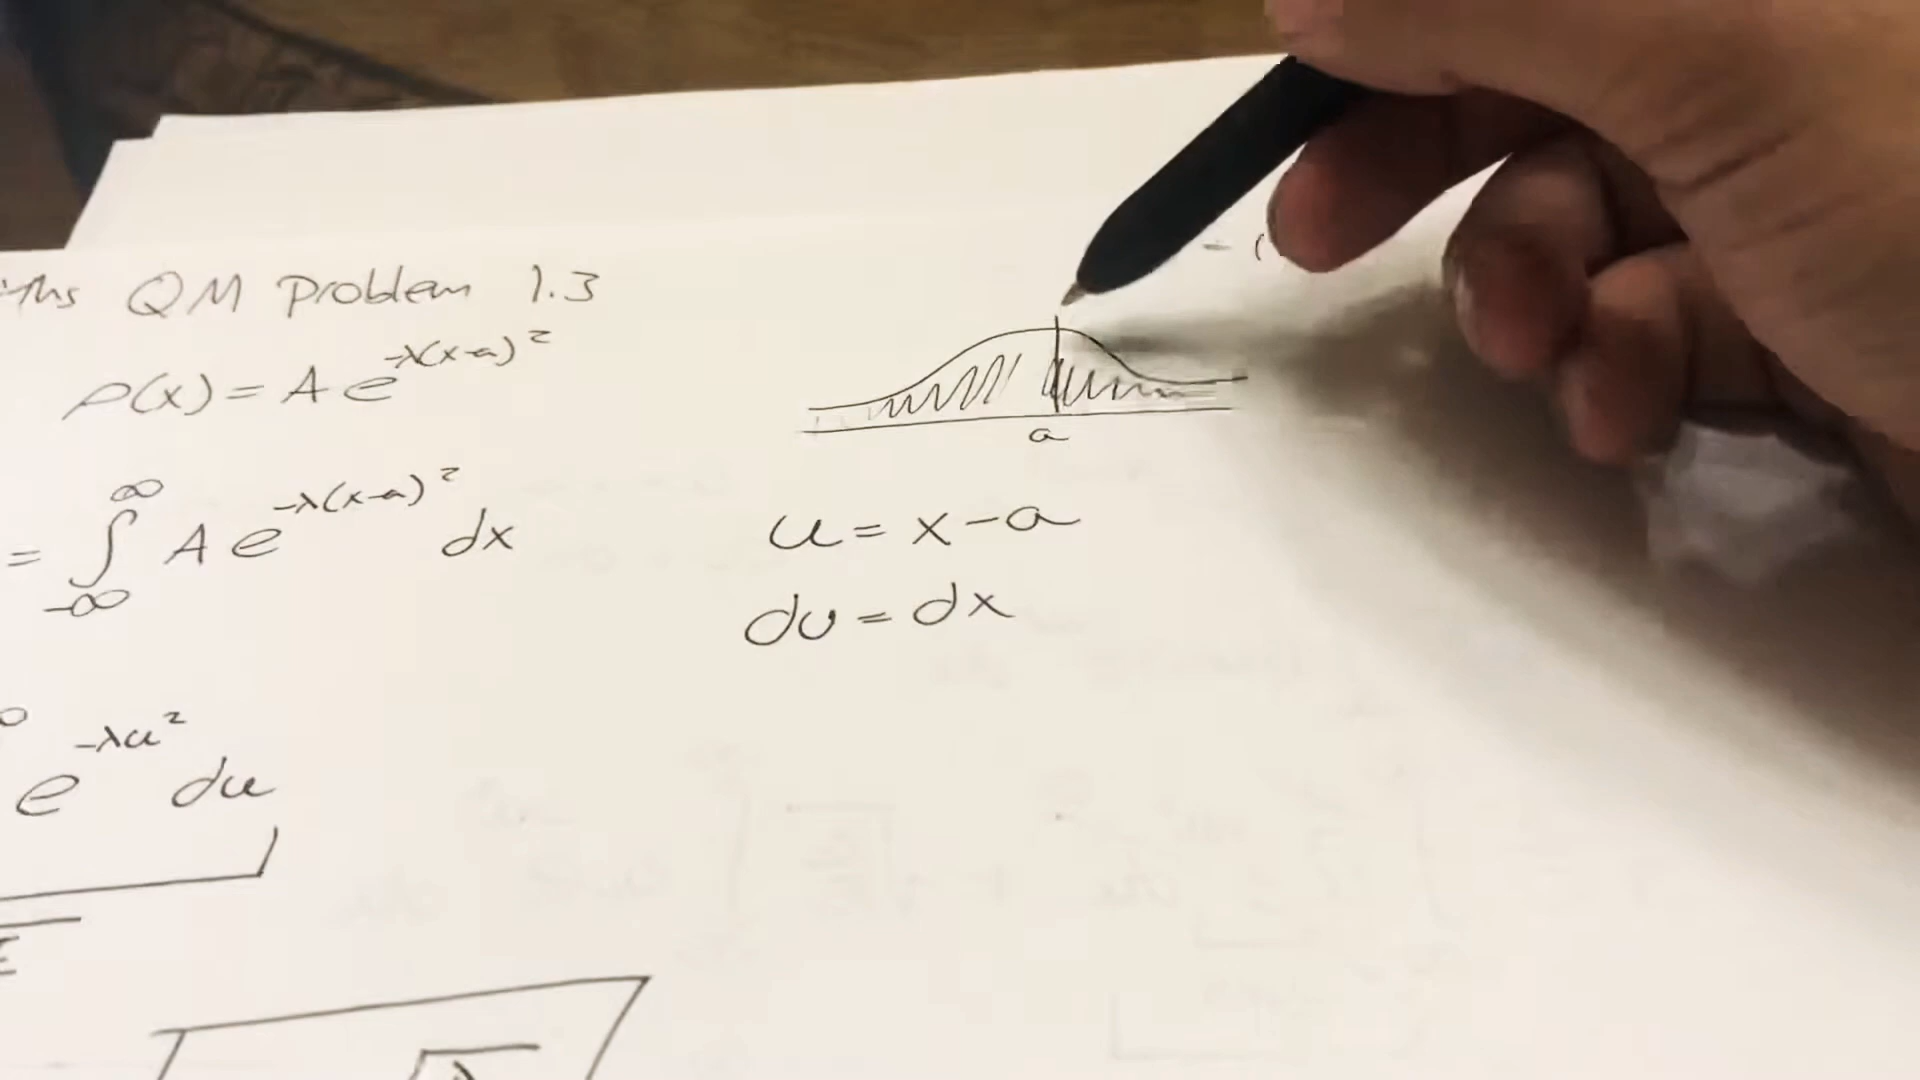 QM Problem 1.3
ρ(x) = A e^{-λ(x-a)²}
a
= ∫_{-∞}^{∞} A e^{-λ(x-a)²} dx
u = x-a
du = dx
e^{-λu²} du